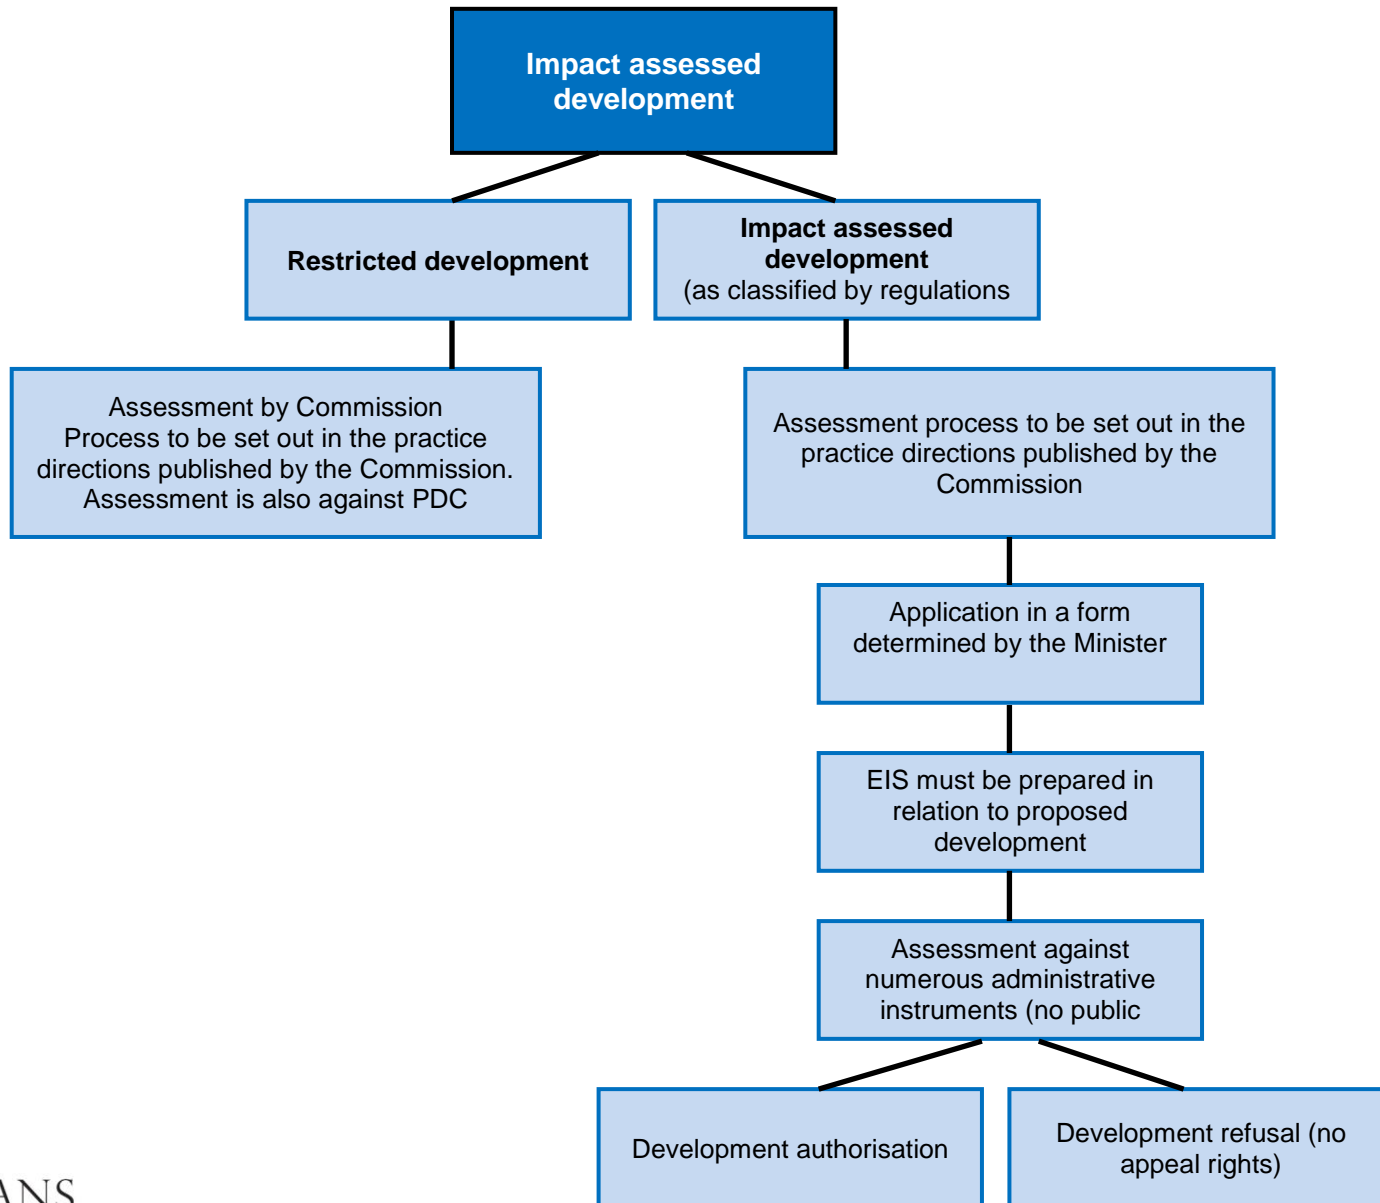 Impact assessed
development
Restricted development
Impact assessed
development
(as classified by regulations
Assessment by Commission
Process to be set out in the practice
directions published by the Commission.
Assessment is also against PDC
Assessment process to be set out in the
practice directions published by the
Commission
Application in a form
determined by the Minister
EIS must be prepared in
relation to proposed
development
Assessment against
numerous administrative
instruments (no public
Development authorisation
Development refusal (no
appeal rights)
ANS